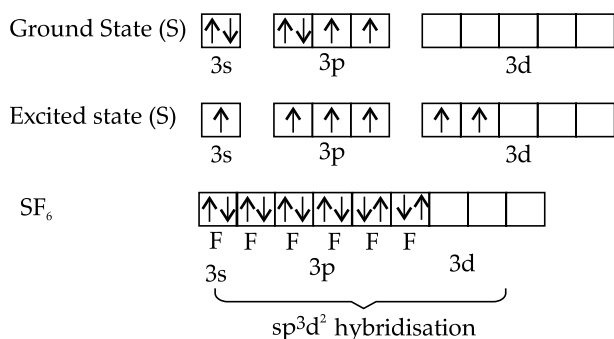 Ground State (S)
3s 3p 3d
Excited state (S)
3s 3p 3d
SF₆
F F F F F F
3s 3p 3d
sp³d² hybridisation